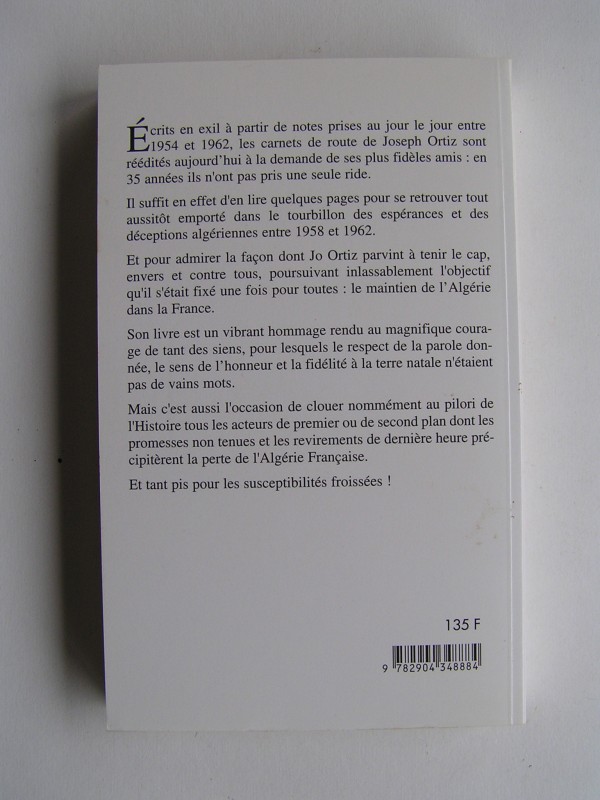 Écrits en exil à partir de notes prises au jour le jour entre
1954 et 1962, les carnets de route de Joseph Ortiz sont
réédités aujourd'hui à la demande de ses plus fidèles amis : en
35 années ils n'ont pas pris une seule ride.
Il suffit en effet d'en lire quelques pages pour se retrouver tout
aussitôt emporté dans le tourbillon des espérances et des
déceptions algériennes entre 1958 et 1962.
Et pour admirer la façon dont Jo Ortiz parvint à tenir le cap,
envers et contre tous, poursuivant inlassablement l'objectif
qu'il s'était fixé une fois pour toutes : le maintien de l'Algérie
dans la France.
Son livre est un vibrant hommage rendu au magnifique coura-
ge de tant des siens, pour lesquels le respect de la parole don-
née, le sens de l'honneur et la fidélité à la terre natale n'étaient
pas de vains mots.
Mais c'est aussi l'occasion de clouer nommément au pilori de
l'Histoire tous les acteurs de premier ou de second plan dont les
promesses non tenues et les revirements de dernière heure pré-
cipitèrent la perte de l'Algérie Française.
Et tant pis pour les susceptibilités froissées !
135 F
9 782904 348884